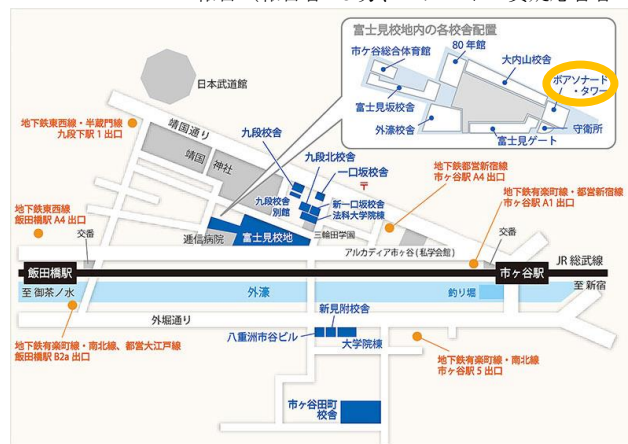 富士見校地内の各校舎配置
80年館
市ケ谷総合体育館
大内山校舎
ボアソナード
・タワー
富士見坂校舎
外濠校舎
守衛所
富士見ゲート
日本武道館
地下鉄東西線・半蔵門線
九段下駅1出口
靖国通り
靖国
神社
九段校舎
九段北校舎
一口坂校舎
〒
九段校舎
別館
新一口坂校舎
法科大学院棟
地下鉄都営新宿線
市ケ谷駅A4出口
地下鉄有楽町線・都営新宿線
市ケ谷駅A1出口
地下鉄東西線
飯田橋駅A4出口
交番
逓信病院
富士見校地
三輪田学園
アルカディア市ヶ谷(私学会館)
交番
JR総武線
飯田橋駅
市ヶ谷駅
至 御茶ノ水
外濠
釣り堀
至 新宿
外堀通り
新見附校舎
八重洲市谷ビル
大学院棟
地下鉄有楽町線・南北線、都営大江戸線
飯田橋駅B2a出口
地下鉄有楽町線・南北線
市ケ谷駅5出口
市ケ谷田町
校舎